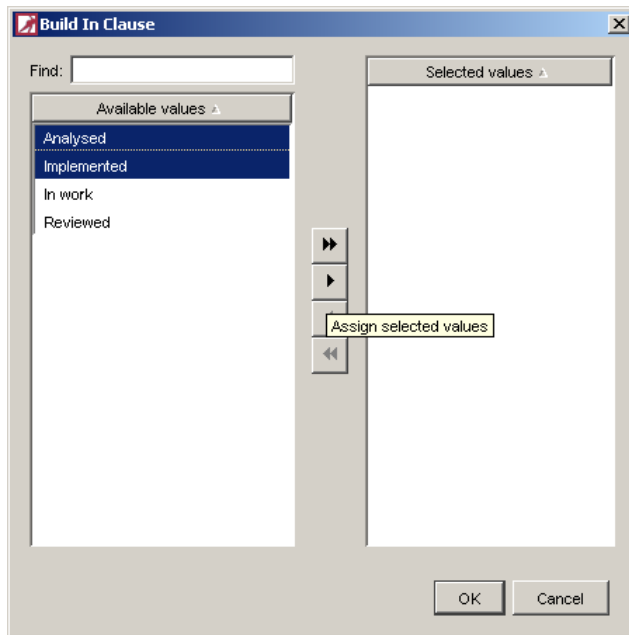 Build In Clause
Find:
Available values
Analysed
Implemented
In work
Reviewed
Selected values
Assign selected values
OK
Cancel